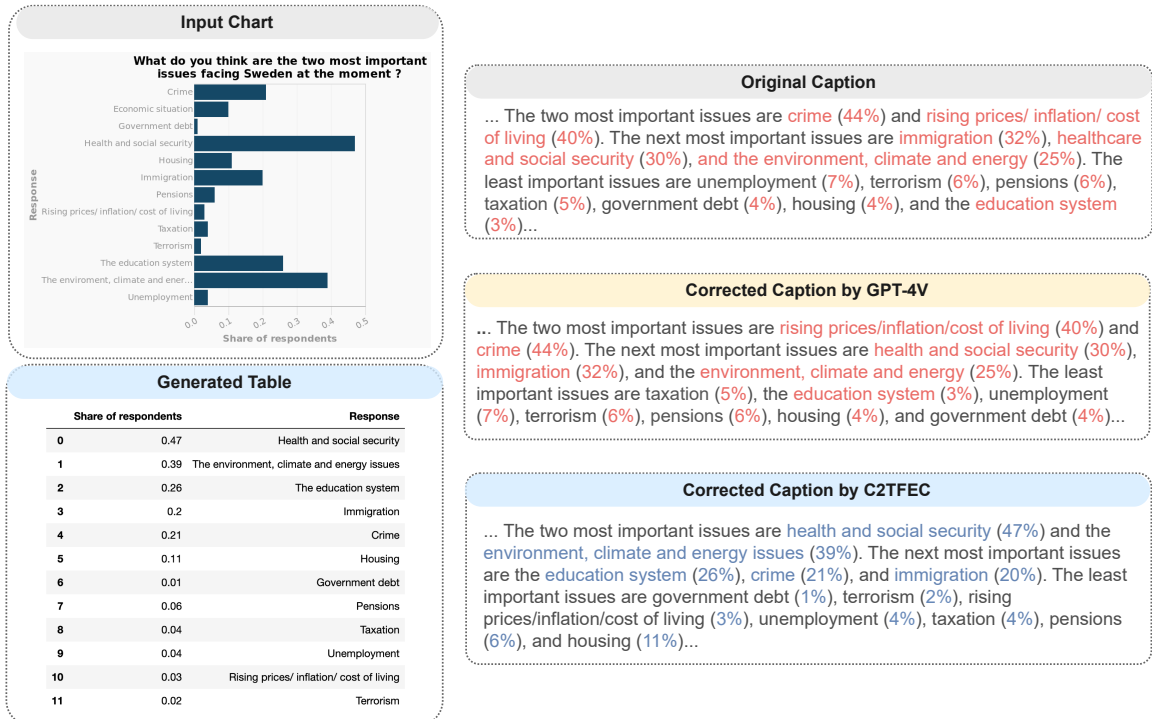 Input Chart
What do you think are the two most important
issues facing Sweden at the moment ?
Response
Crime
Economic situation
Government debt
Health and social security
Housing
Immigration
Pensions
Rising prices/ inflation/ cost of living
Taxation
Terrorism
The education system
The enviroment, climate and ener...
Unemployment
0.0 0.1 0.2 0.3 0.4 0.5
Share of respondents
Generated Table
Share of respondents Response
0 0.47 Health and social security
1 0.39 The environment, climate and energy issues
2 0.26 The education system
3 0.2 Immigration
4 0.21 Crime
5 0.11 Housing
6 0.01 Government debt
7 0.06 Pensions
8 0.04 Taxation
9 0.04 Unemployment
10 0.03 Rising prices/ inflation/ cost of living
11 0.02 Terrorism
Original Caption
... The two most important issues are crime (44%) and rising prices/ inflation/ cost
of living (40%). The next most important issues are immigration (32%), healthcare
and social security (30%), and the environment, climate and energy (25%). The
least important issues are unemployment (7%), terrorism (6%), pensions (6%),
taxation (5%), government debt (4%), housing (4%), and the education system
(3%)...
Corrected Caption by GPT-4V
... The two most important issues are rising prices/inflation/cost of living (40%) and
crime (44%). The next most important issues are health and social security (30%),
immigration (32%), and the environment, climate and energy (25%). The least
important issues are taxation (5%), the education system (3%), unemployment
(7%), terrorism (6%), pensions (6%), housing (4%), and government debt (4%)...
Corrected Caption by C2TFEC
... The two most important issues are health and social security (47%) and the
environment, climate and energy issues (39%). The next most important issues
are the education system (26%), crime (21%), and immigration (20%). The least
important issues are government debt (1%), terrorism (2%), rising
prices/inflation/cost of living (3%), unemployment (4%), taxation (4%), pensions
(6%), and housing (11%)...